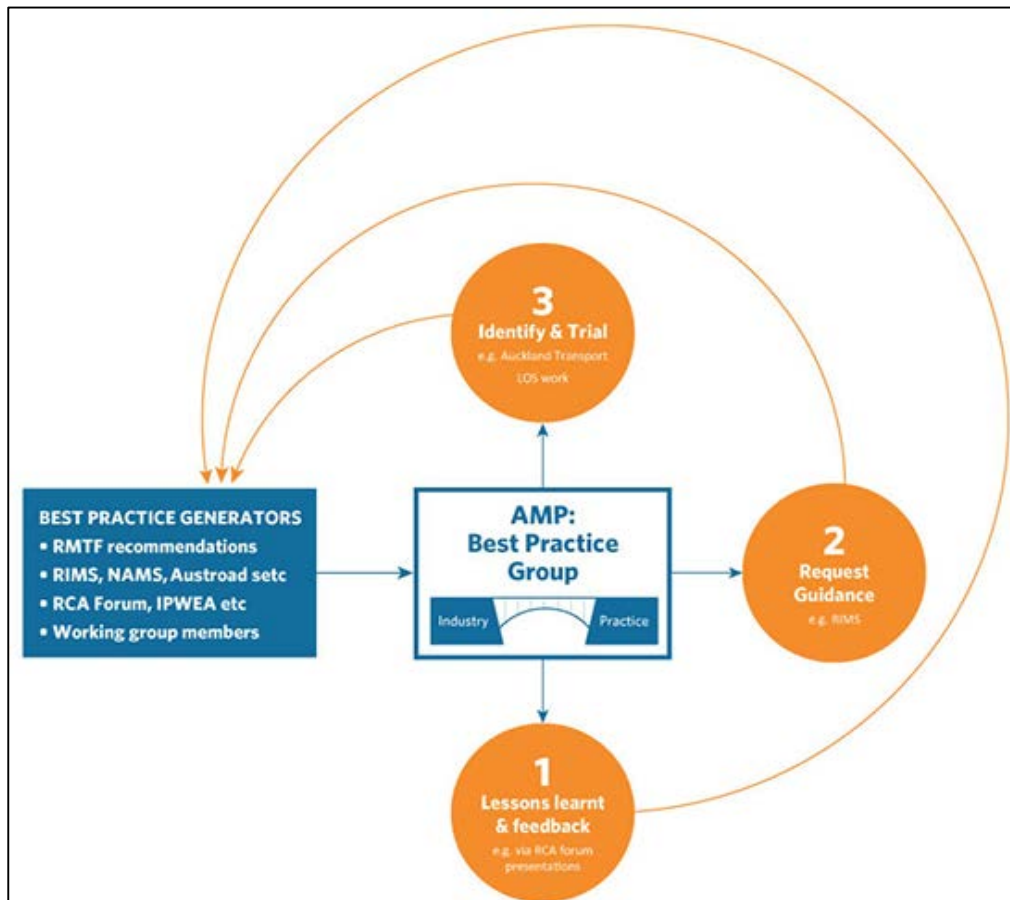 3
Identify & Trial
e.g. Auckland Transport
LOS work
BEST PRACTICE GENERATORS
• RMTF recommendations
• RIMS, NAMS, Austroad setc
• RCA Forum, IPWEA etc
• Working group members
AMP:
Best Practice
Group
Industry
Practice
2
Request
Guidance
e.g. RIMS
1
Lessons learnt
& feedback
e.g. via RCA forum
presentations